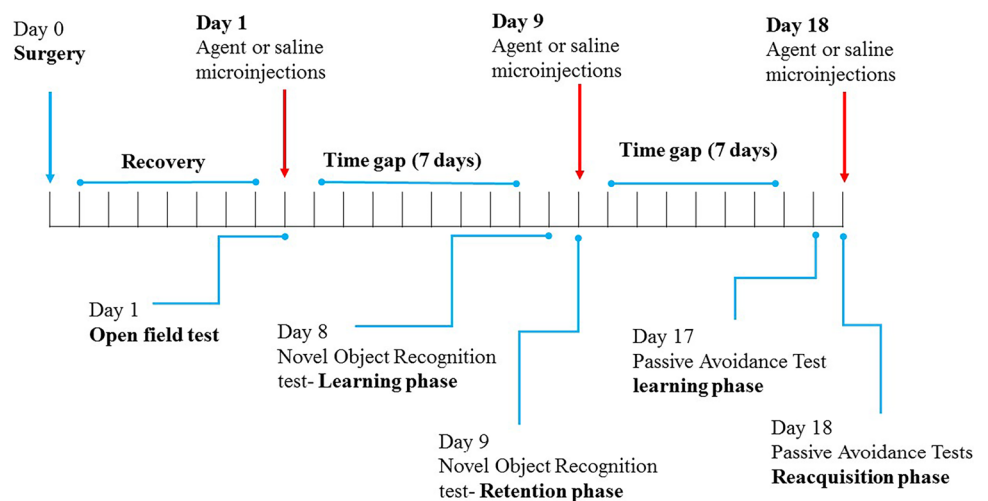 Day 0
Surgery
Day 1
Agent or saline
microinjections
Day 9
Agent or saline
microinjections
Day 18
Agent or saline
microinjections
Recovery
Time gap (7 days)
Time gap (7 days)
Day 1
Open field test
Day 8
Novel Object Recognition
test- Learning phase
Day 9
Novel Object Recognition
test- Retention phase
Day 17
Passive Avoidance Test
learning phase
Day 18
Passive Avoidance Tests
Reacquisition phase